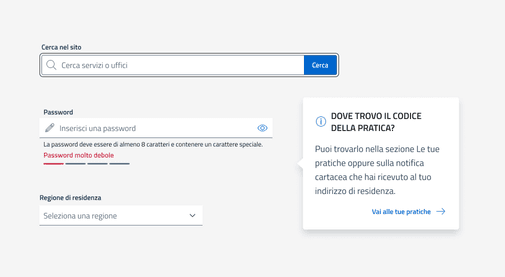 Cerca nel sito
Cerca servizi o uffici
Cerca
Password
Inserisci una password
La password deve essere di almeno 8 caratteri e contenere un carattere speciale.
Password molto debole
Regione di residenza
Seleziona una regione
DOVE TROVO IL CODICE
DELLA PRATICA?
Puoi trovarlo nella sezione Le tue
pratiche oppure sulla notifica
cartacea che hai ricevuto al tuo
indirizzo di residenza.
Vai alle tue pratiche